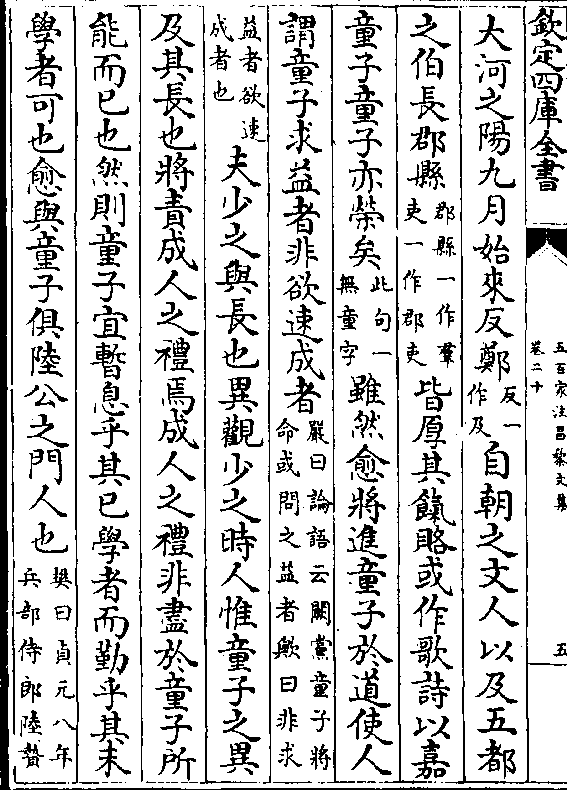 欽定四庫全書
五百家注昌黎文集
卷二十
五
大河之陽九月始來反鄭反一作及自朝之文人以及五都
之伯長郡縣郡縣一作羣吏一作郡吏皆厚其餼賂或作歌詩以嘉
童子童子亦榮矣此句一無童字雖然愈將進童子於道使人
謂童子求益者非欲速成者嚴曰論語云闕黨童子將命或問之益者歟曰非求
益者欲速成者也夫少之與長也異觀少之時人惟童子之異
及其長也將責成人之禮焉成人之禮非盡於童子所
能而已也然則童子宜暫息乎其已學者而勤乎其未
學者可也愈與童子俱陸公之門人也樊曰貞元八年兵部侍郎陸贄